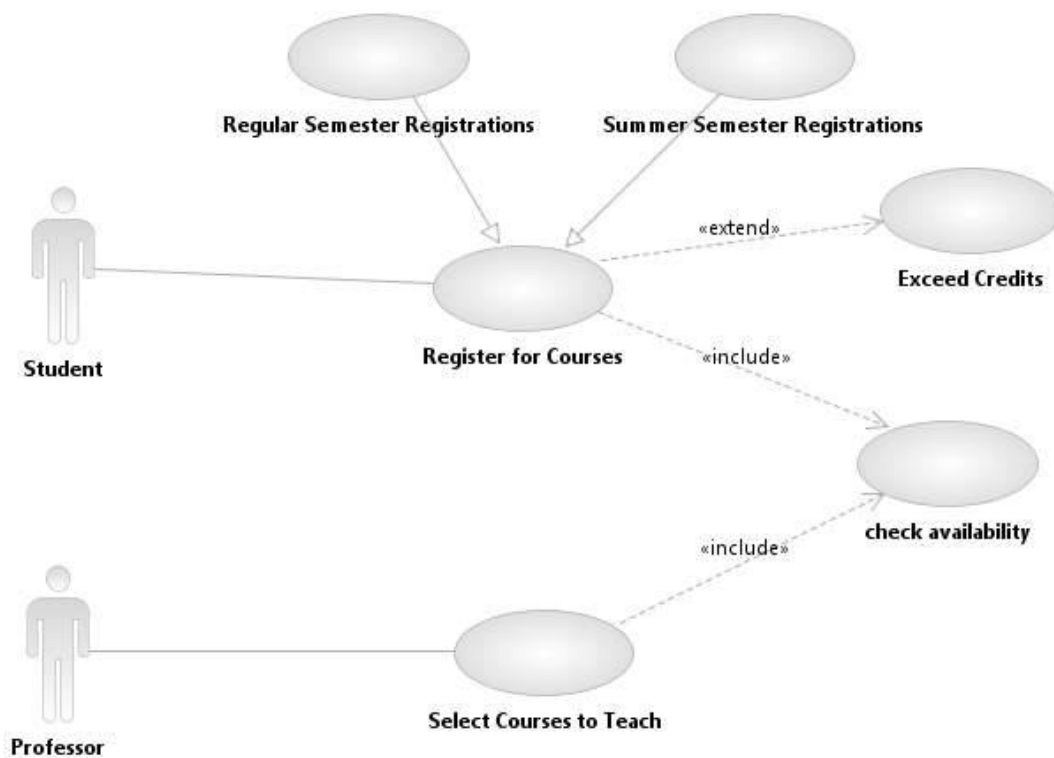 Regular Semester Registrations
Summer Semester Registrations
«extend»
Exceed Credits
Student
Register for Courses
«include»
check availability
«include»
Select Courses to Teach
Professor